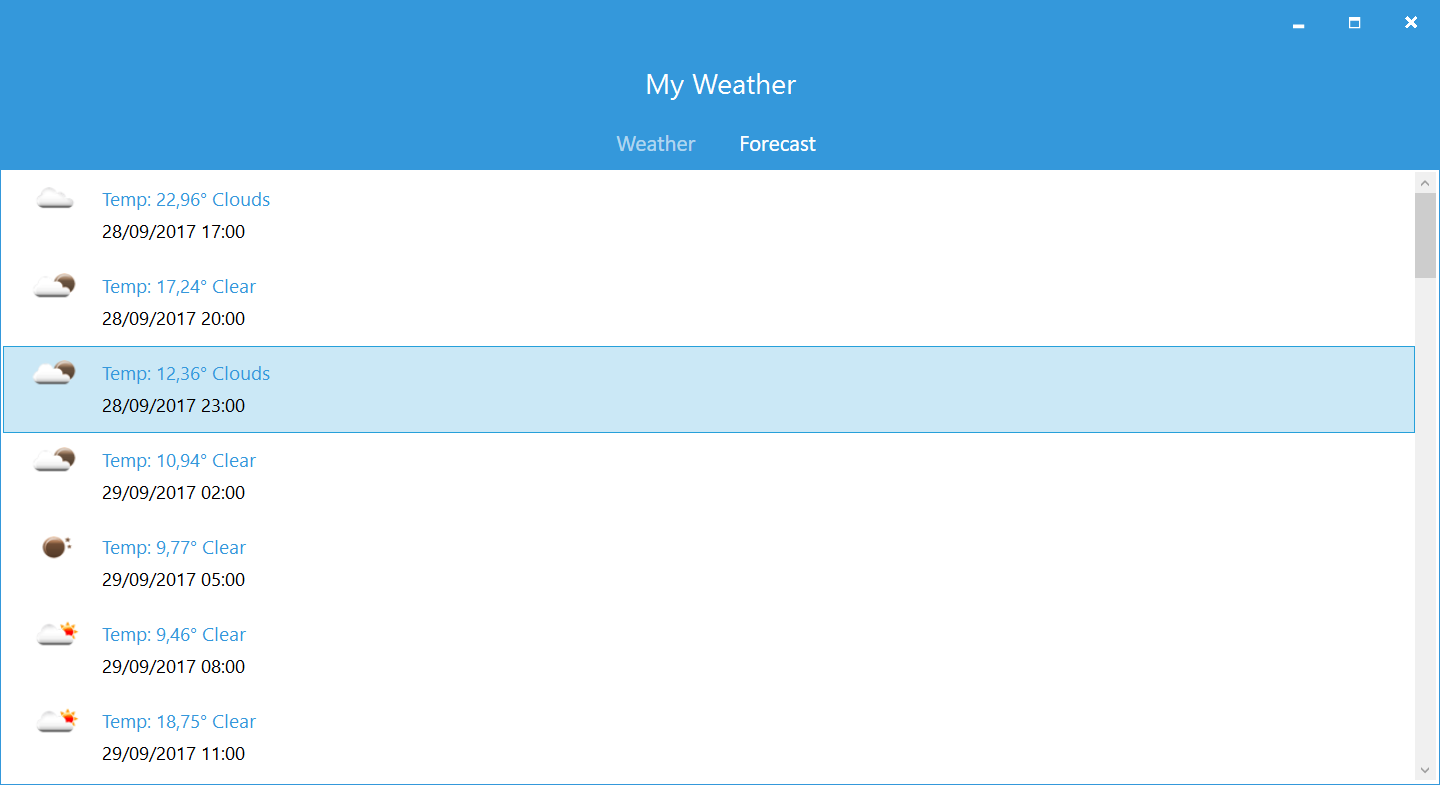 My Weather
Weather Forecast
Temp: 22,96° Clouds
28/09/2017 17:00
Temp: 17,24° Clear
28/09/2017 20:00
Temp: 12,36° Clouds
28/09/2017 23:00
Temp: 10,94° Clear
29/09/2017 02:00
Temp: 9,77° Clear
29/09/2017 05:00
Temp: 9,46° Clear
29/09/2017 08:00
Temp: 18,75° Clear
29/09/2017 11:00